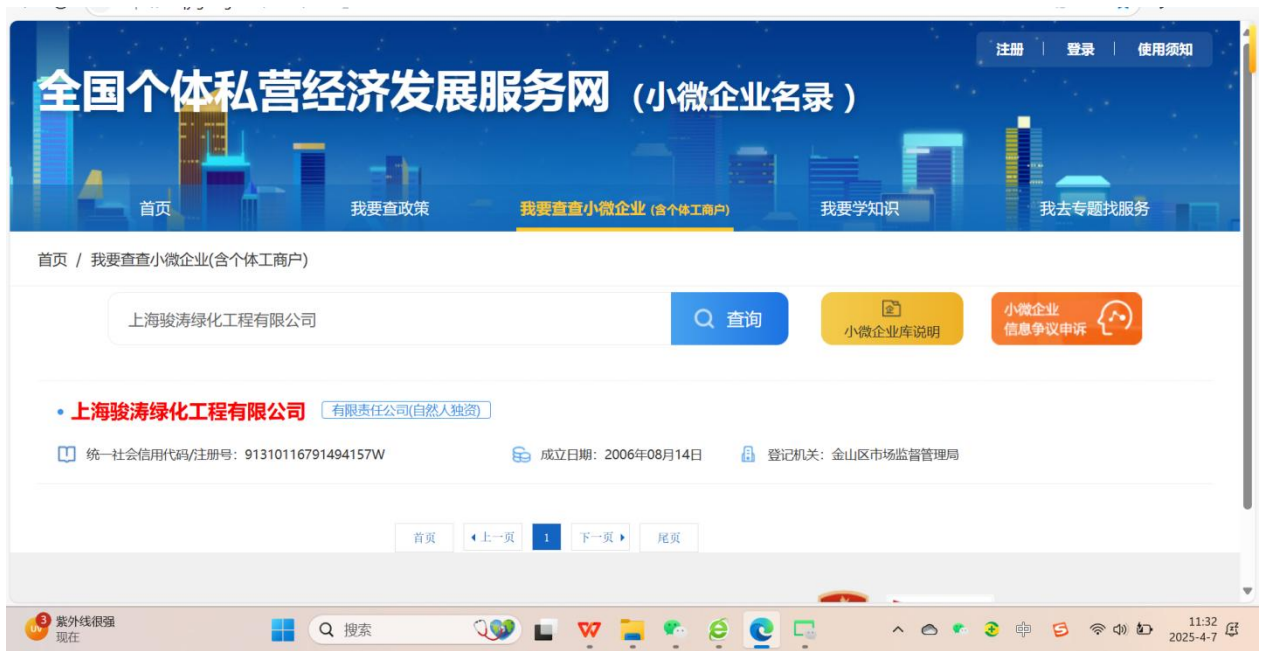 注册 登录 使用须知
全国个体私营经济发展服务网（小微企业名录）
首页 我要查政策 我要查查小微企业 (含个体工商户) 我要学知识 我去专题找服务
首页 / 我要查查小微企业(含个体工商户)
上海骏涛绿化工程有限公司 查询
小微企业库说明
小微企业
信息争议申诉
上海骏涛绿化工程有限公司 有限责任公司(自然人独资)
统一社会信用代码/注册号：91310116791494157W 成立日期：2006年08月14日 登记机关：金山区市场监督管理局
首页 上一页 1 下一页 尾页
3 紫外线很强
现在
搜索
中
11:32
2025-4-7